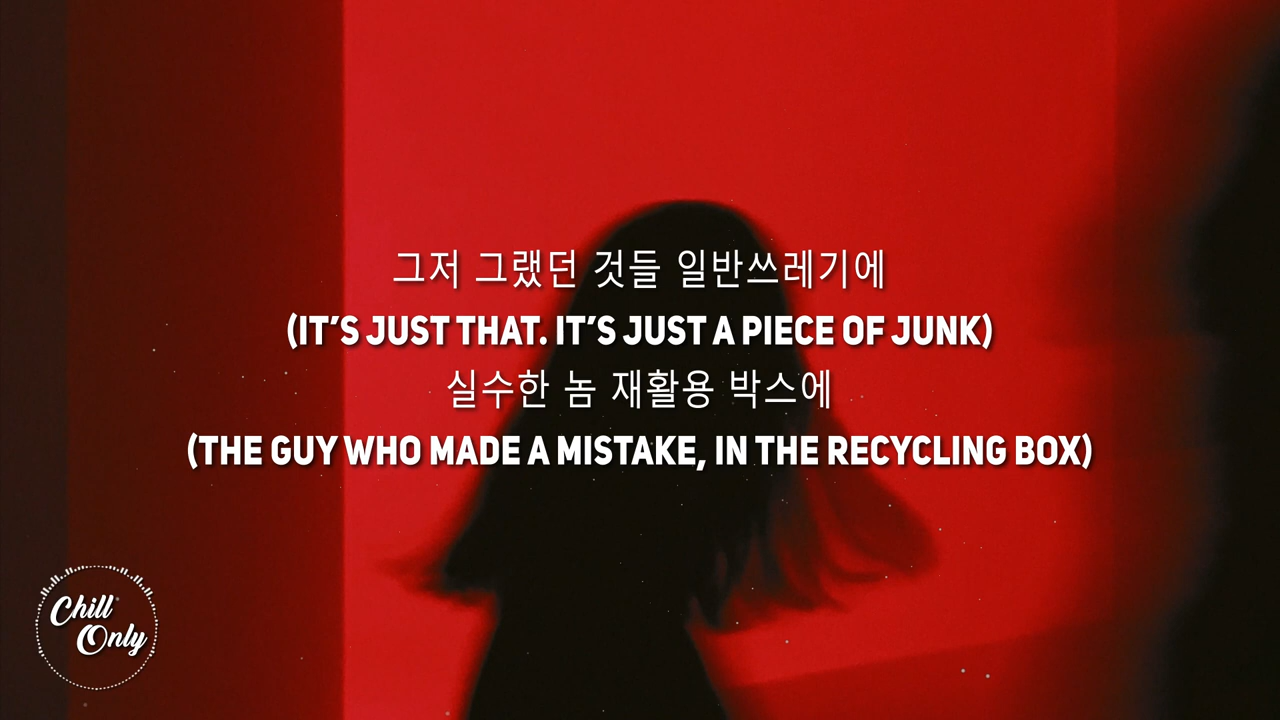 그저 그랬던 것들 일반쓰레기에
(IT'S JUST THAT. IT'S JUST A PIECE OF JUNK)
실수한 놈 재활용 박스에
(THE GUY WHO MADE A MISTAKE, IN THE RECYCLING BOX)
Chill
Only